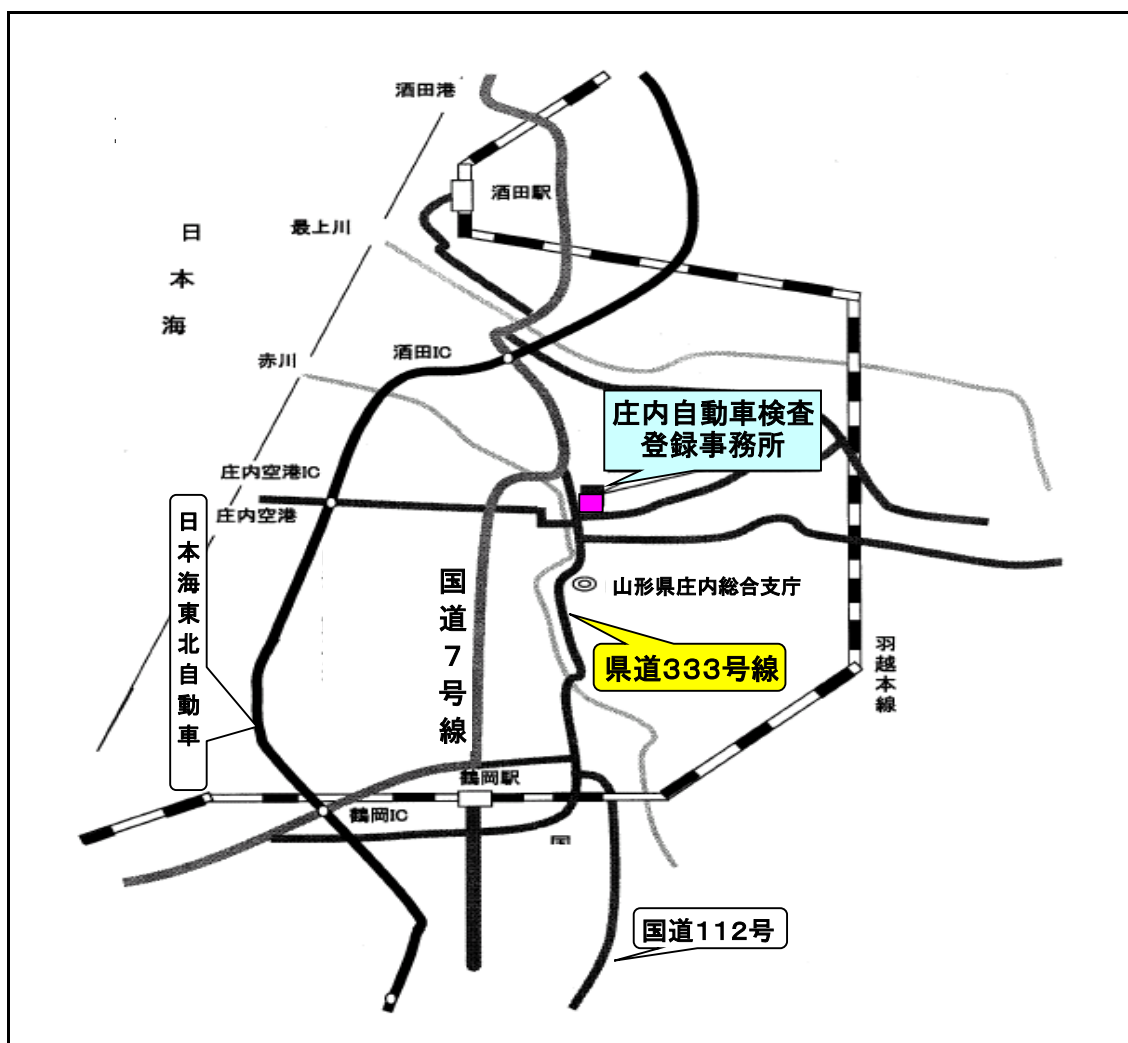 酒田港
酒田駅
最上川
日本海
赤川
酒田IC
庄内自動車検査
登録事務所
庄内空港IC
庄内空港
日本海東北自動車
国道7号線
山形県庄内総合支庁
県道333号線
羽越本線
鶴岡駅
鶴岡IC
国道112号